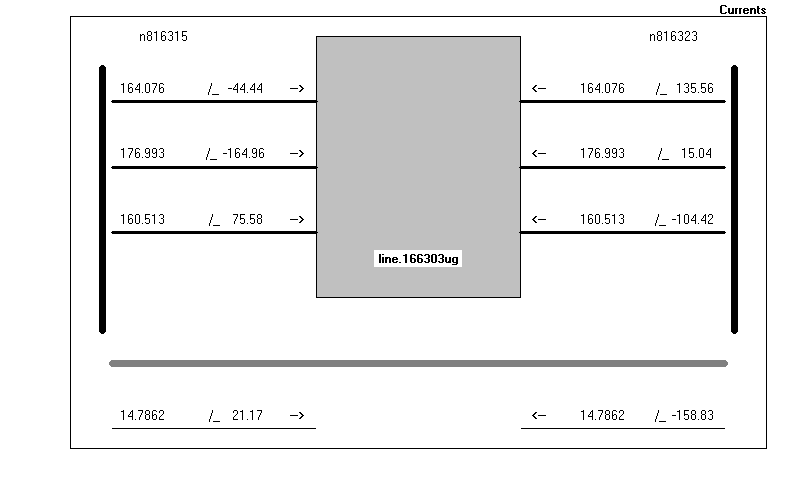 Currents
n816315 n816323
164.076 /_ -44.44 --> <-- 164.076 /_ 135.56
176.993 /_ -164.96 --> <-- 176.993 /_ 15.04
160.513 /_ 75.58 --> <-- 160.513 /_ -104.42
line.166303ug
14.7862 /_ 21.17 --> <-- 14.7862 /_ -158.83